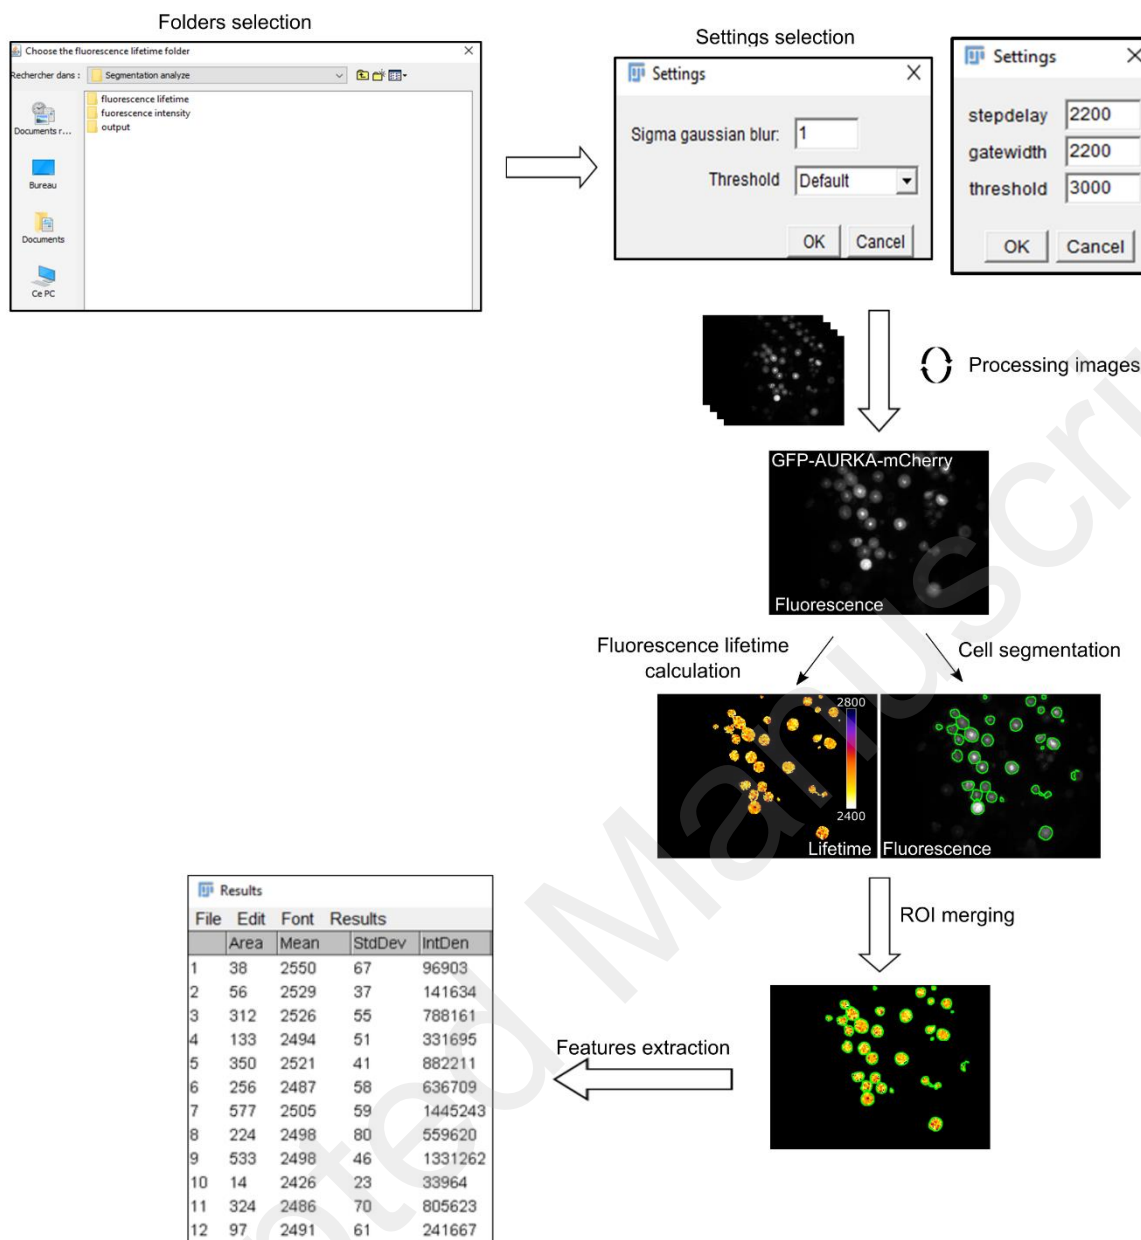 Folders selection
Choose the fluorescence lifetime folder
Rechercher dans :
Segmentation analyze
fluorescence lifetime
fuorescence intensity
output
Documents r...
Bureau
Documents
Ce PC
Settings selection
Settings
Sigma gaussian blur: 1
Threshold Default
OK Cancel
Settings
stepdelay 2200
gatewidth 2200
threshold 3000
OK Cancel
Processing images
GFP-AURKA-mCherry
Fluorescence
Fluorescence lifetime
calculation
Cell segmentation
2800
2400
Lifetime
Fluorescence
ROI merging
Features extraction
Results
File Edit Font Results
Area Mean StdDev IntDen
1 38 2550 67 96903
2 56 2529 37 141634
3 312 2526 55 788161
4 133 2494 51 331695
5 350 2521 41 882211
6 256 2487 58 636709
7 577 2505 59 1445243
8 224 2498 80 559620
9 533 2498 46 1331262
10 14 2426 23 33964
11 324 2486 70 805623
12 97 2491 61 241667
pted Manuscri